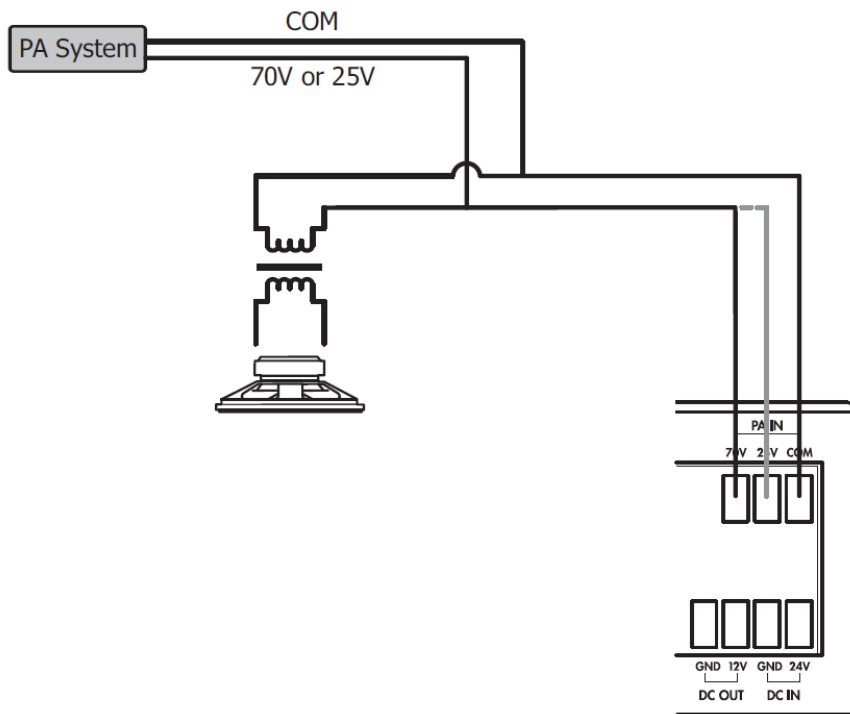 COM
PA System
70V or 25V
PA IN
70V 25V COM
GND 12V GND 24V
DC OUT DC IN